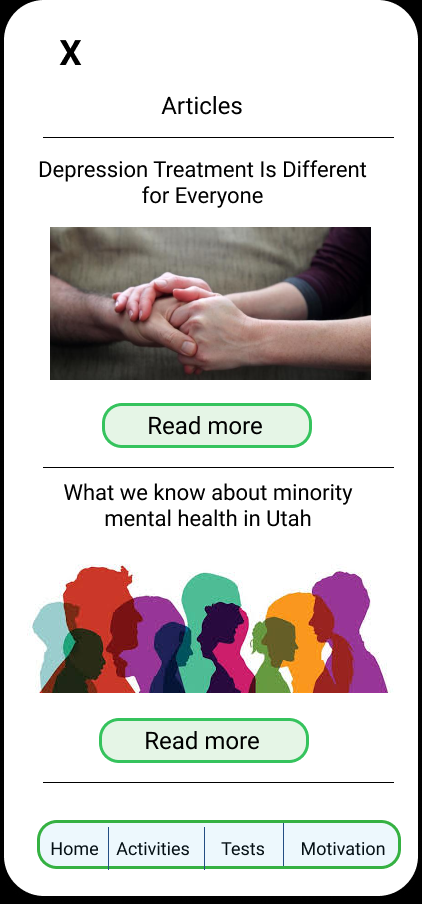 X
Articles
Depression Treatment Is Different
for Everyone
Read more
What we know about minority
mental health in Utah
Read more
Home Activities Tests Motivation